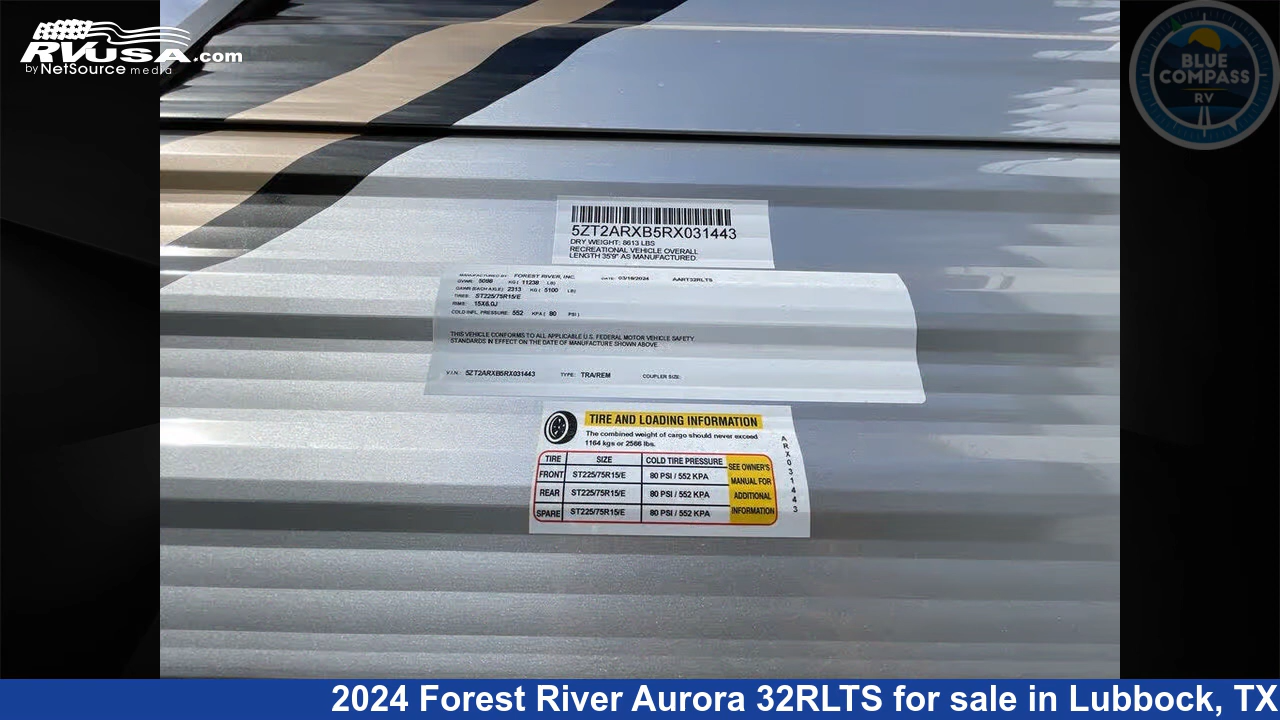 RVUSA.com
by NetSource media
BLUE
COMPASS
RV
5ZT2ARXB5RX031443
DRY WEIGHT: 8613 LBS
RECREATIONAL VEHICLE OVERALL
LENGTH 35'9" AS MANUFACTURED.
MANUFACTURED BY FOREST RIVER, INC. DATE: 03/18/2024 AART32RLTS
GVWR: 5098 KG ( 11238 LB)
GAWR (EACH AXLE): 2313 KG ( 5100 LB)
TIRES: ST225/75R15/E
RIMS: 15X6.0J
COLD INFL. PRESSURE: 552 KPA ( 80 PSI )
THIS VEHICLE CONFORMS TO ALL APPLICABLE U.S. FEDERAL MOTOR VEHICLE SAFETY
STANDARDS IN EFFECT ON THE DATE OF MANUFACTURE SHOWN ABOVE
V.I.N.: 5ZT2ARXB5RX031443 TYPE: TRA/REM COUPLER SIZE:
TIRE AND LOADING INFORMATION
The combined weight of cargo should never exceed
1164 kgs or 2566 lbs.
TIRE SIZE COLD TIRE PRESSURE
FRONT ST225/75R15/E 80 PSI / 552 KPA
REAR ST225/75R15/E 80 PSI / 552 KPA
SPARE ST225/75R15/E 80 PSI / 552 KPA
SEE OWNER'S
MANUAL FOR
ADDITIONAL
INFORMATION
ARX031443
2024 Forest River Aurora 32RLTS for sale in Lubbock, TX